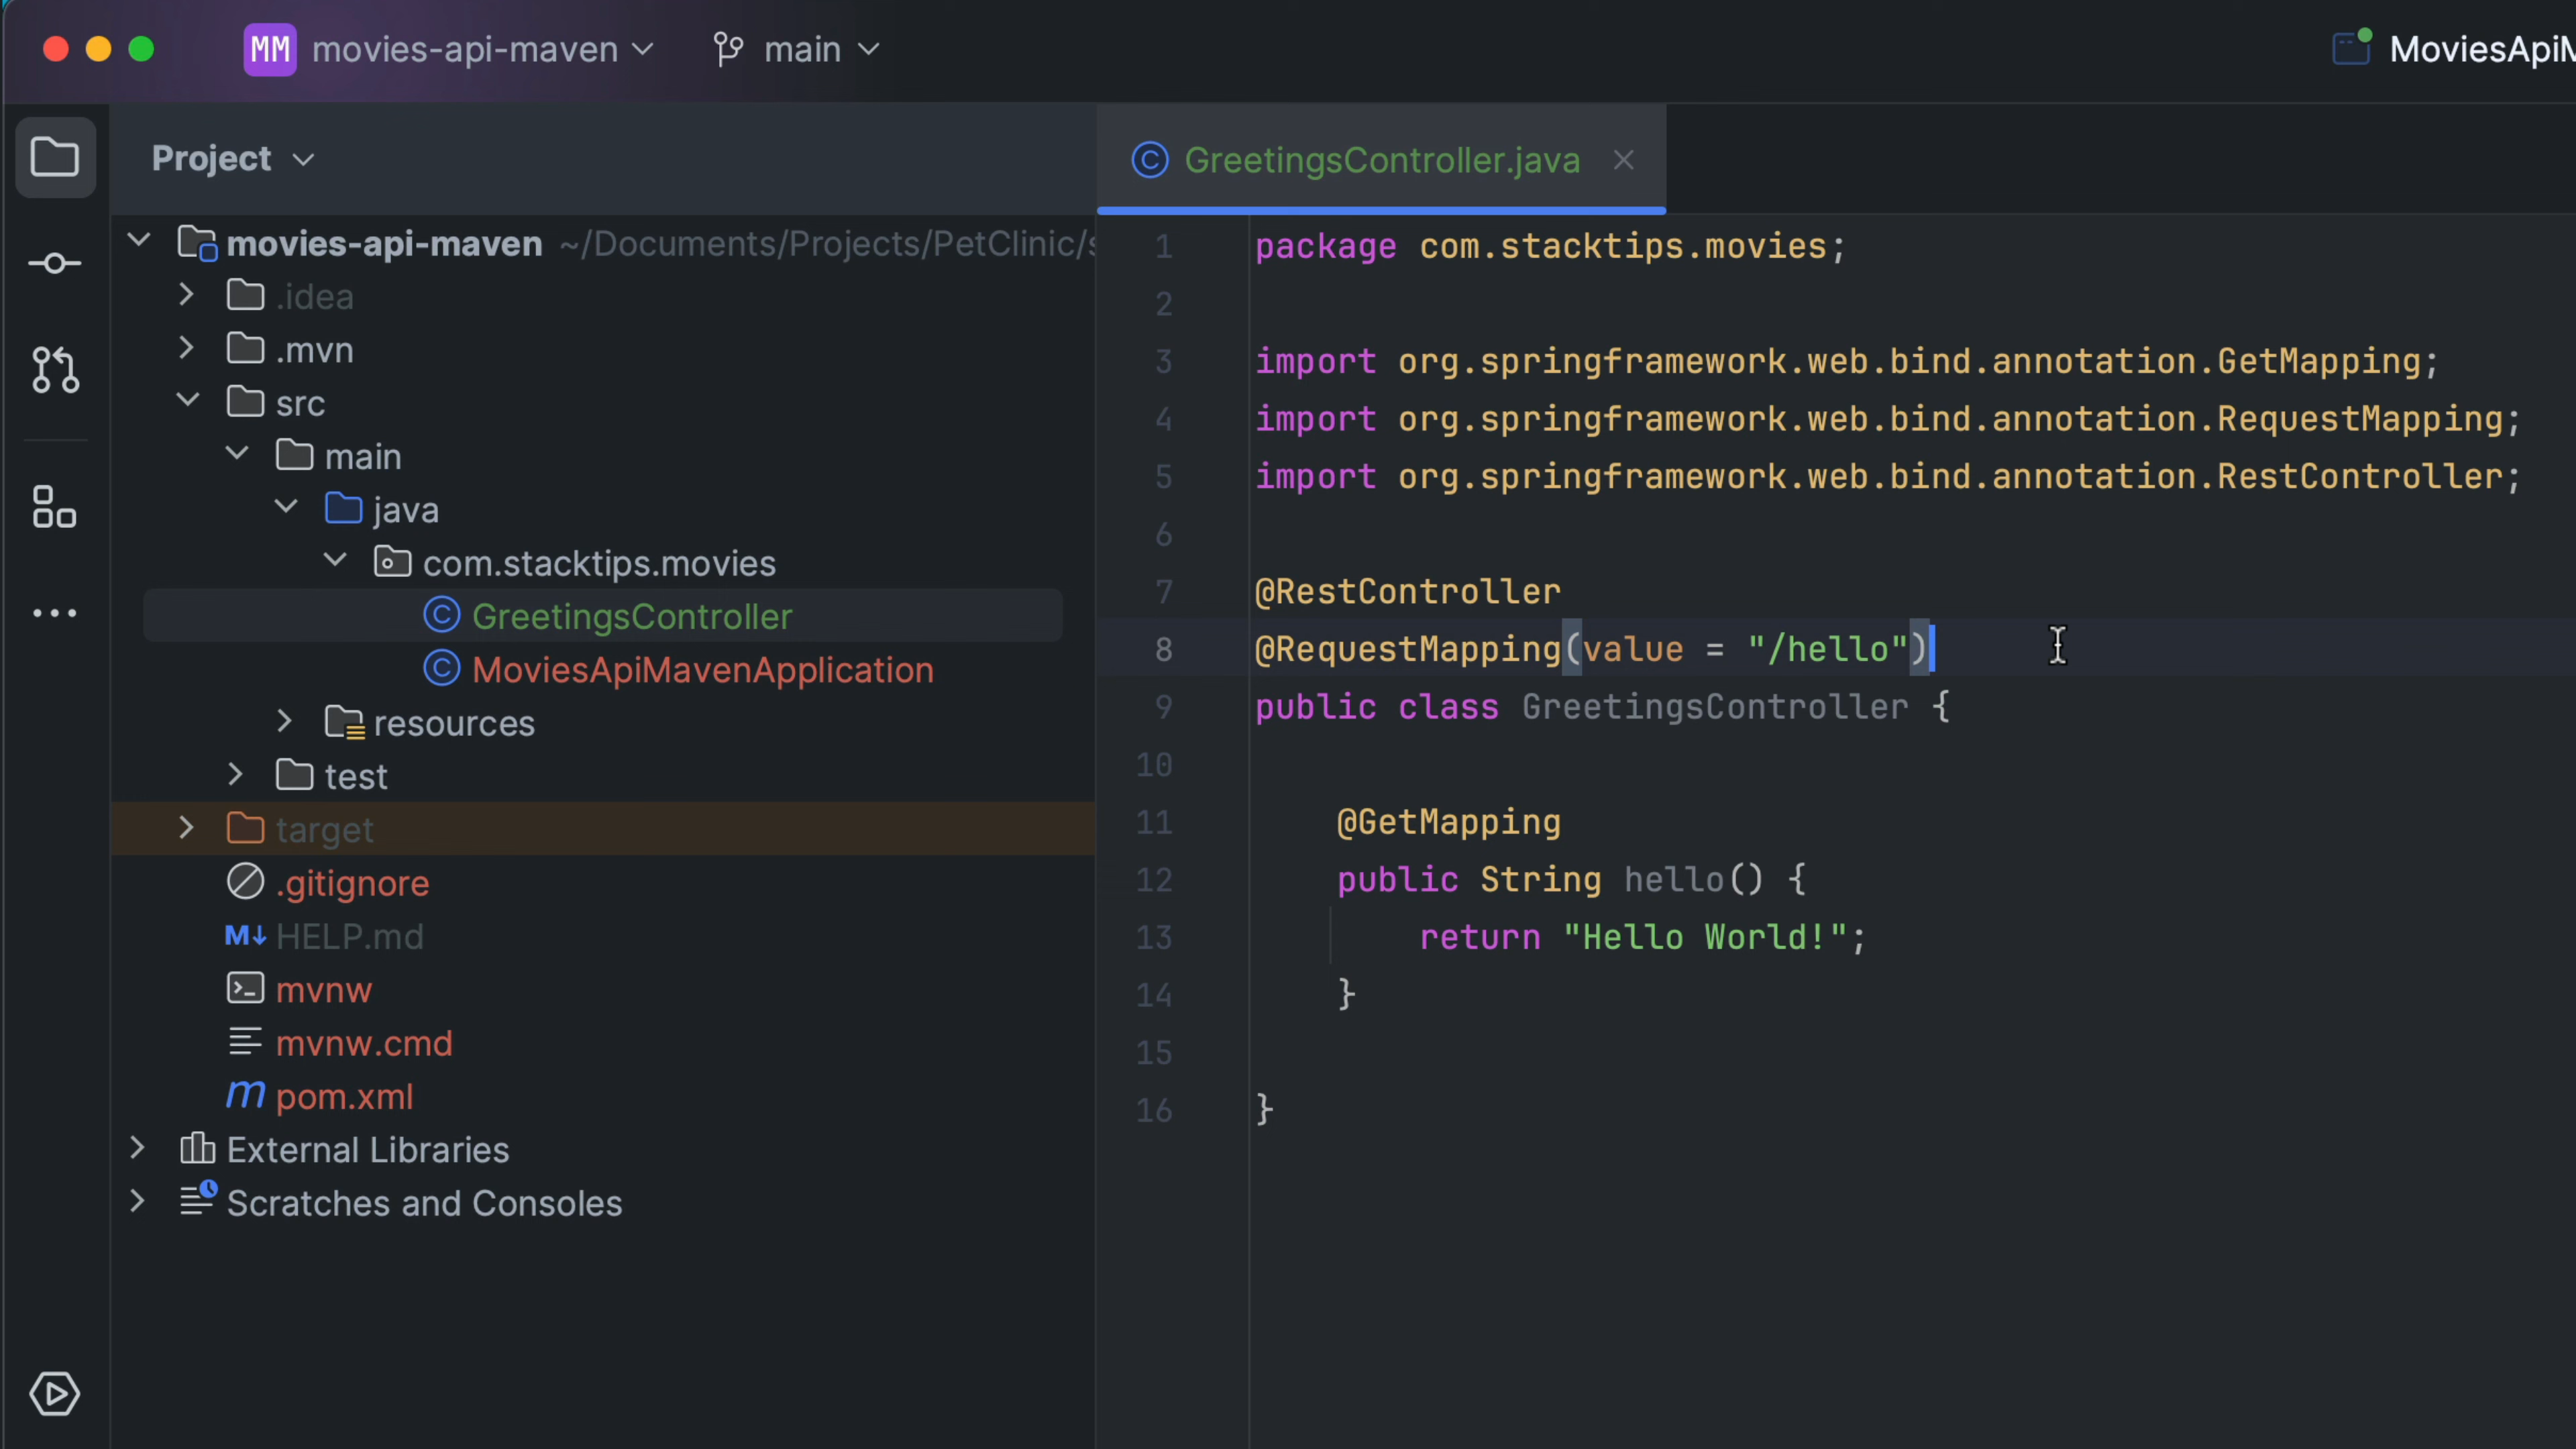 MM movies-api-maven main MoviesApiM
Project
movies-api-maven ~/Documents/Projects/PetClinic/s
.idea
.mvn
src
main
java
com.stacktips.movies
GreetingsController
MoviesApiMavenApplication
resources
test
target
.gitignore
M↓ HELP.md
mvnw
mvnw.cmd
m pom.xml
External Libraries
Scratches and Consoles
GreetingsController.java
1 package com.stacktips.movies;
2
3 import org.springframework.web.bind.annotation.GetMapping;
4 import org.springframework.web.bind.annotation.RequestMapping;
5 import org.springframework.web.bind.annotation.RestController;
6
7 @RestController
8 @RequestMapping(value = "/hello")
9 public class GreetingsController {
10
11 @GetMapping
12 public String hello() {
13 return "Hello World!";
14 }
15
16 }